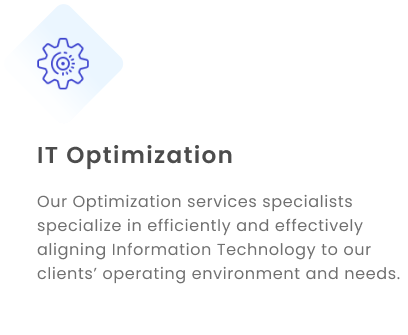 IT Optimization
Our Optimization services specialists
specialize in efficiently and effectively
aligning Information Technology to our
clients’ operating environment and needs.